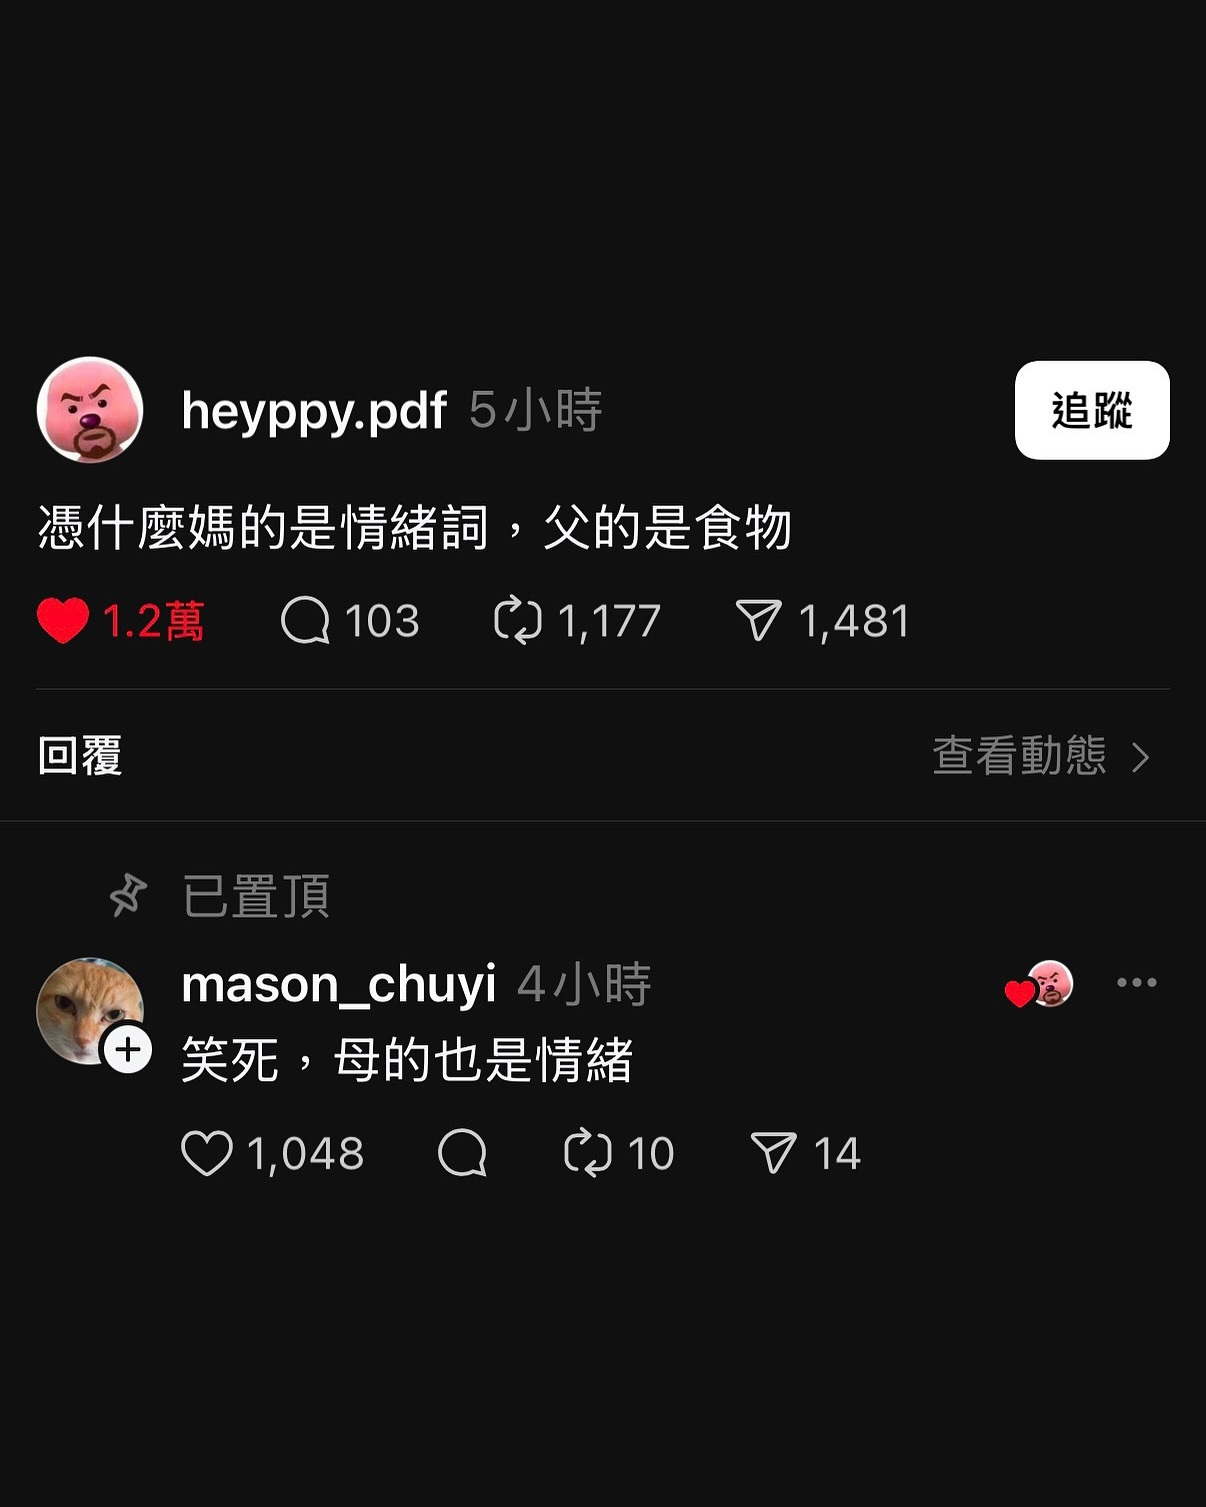 heyppy.pdf 5小時
追蹤
憑什麼媽的是情緒詞，父的是食物
1.2萬 103 1,177 1,481
回覆 查看動態
已置頂
mason_chuyi 4小時
笑死，母的也是情緒
1,048 10 14